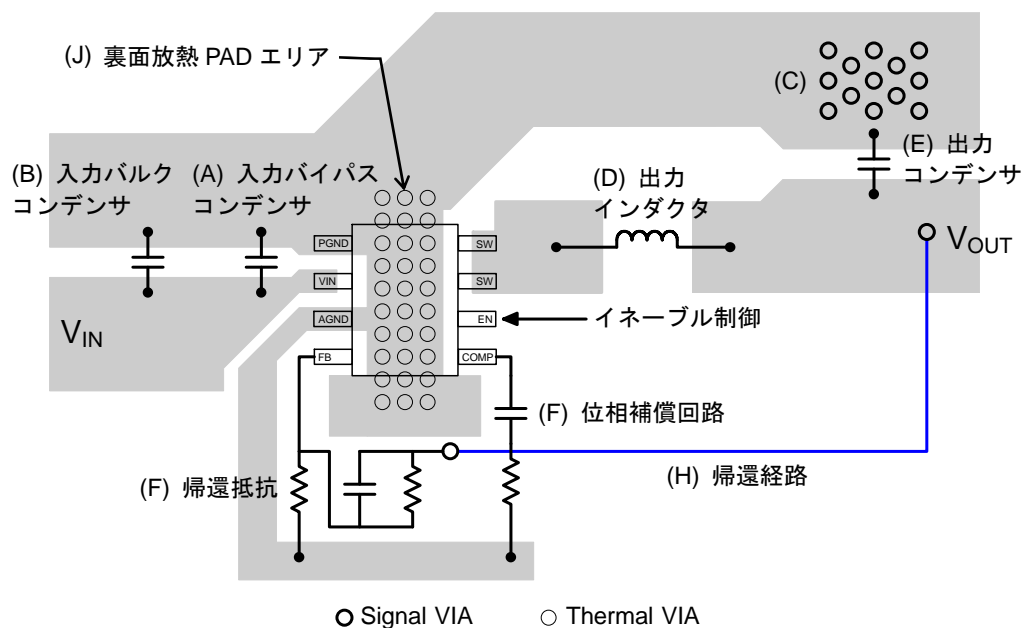 (J) 裏面放熱 PAD エリア
(C)
(B) 入力バルク
コンデンサ
(A) 入力バイパス
コンデンサ
(D) 出力
インダクタ
(E) 出力
コンデンサ
PGND
SW
VIN
SW
AGND
EN
FB
COMP
VIN
VOUT
イネーブル制御
(F) 位相補償回路
(F) 帰還抵抗
(H) 帰還経路
Signal VIA
Thermal VIA